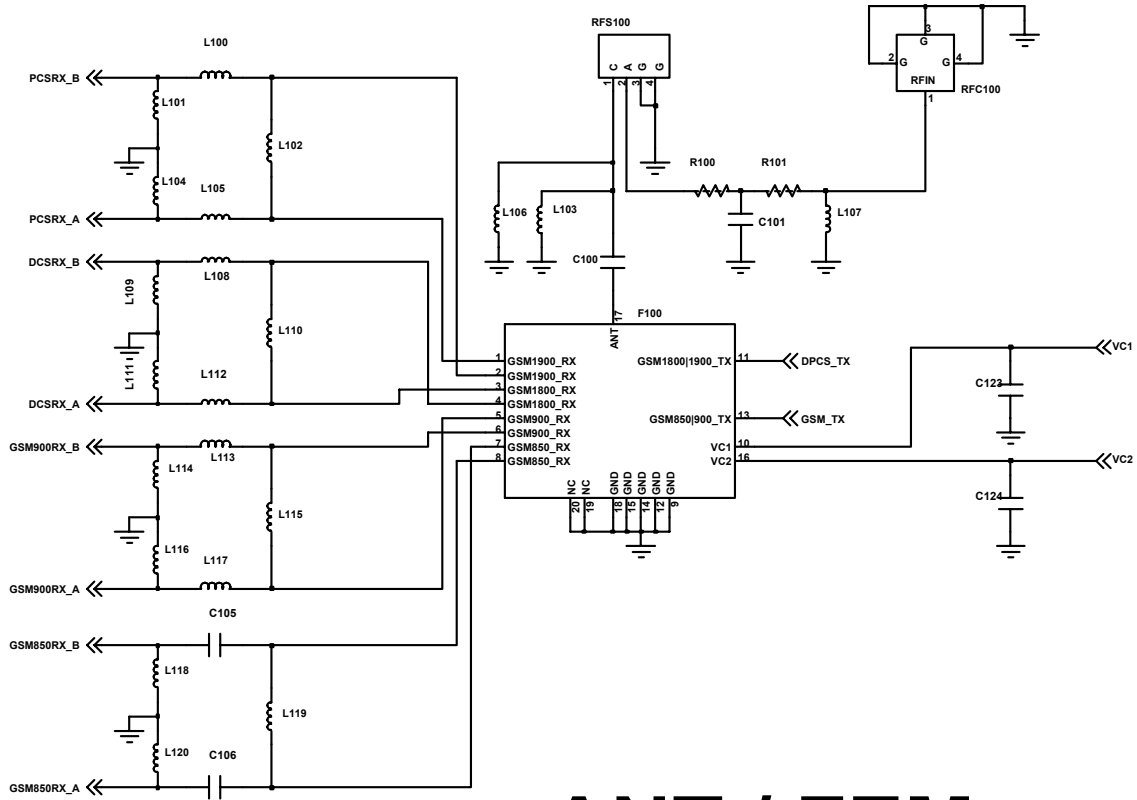 RFS100
C
A
G
G
1
2
3
4
3
G
2
G
G
4
RFIN
1
RFC100
L100
PCSRX_B
L101
L102
L104
L105
PCSRX_A
R100
R101
L106
L103
C101
L107
C100
DCSRX_B
L108
L109
L110
L111
L112
DCSRX_A
17
ANT
F100
1
GSM1900_RX
2
GSM1900_RX
3
GSM1800_RX
4
GSM1800_RX
5
GSM900_RX
6
GSM900_RX
7
GSM850_RX
8
GSM850_RX
GSM1800|1900_TX
11
DPCS_TX
GSM850|900_TX
13
GSM_TX
VC1
10
VC2
16
VC1
C123
VC2
C124
NC
NC
GND
GND
GND
GND
GND
20
19
18
15
14
12
9
GSM900RX_B
L113
L114
L115
L116
L117
GSM900RX_A
C105
GSM850RX_B
L118
L119
L120
C106
GSM850RX_A